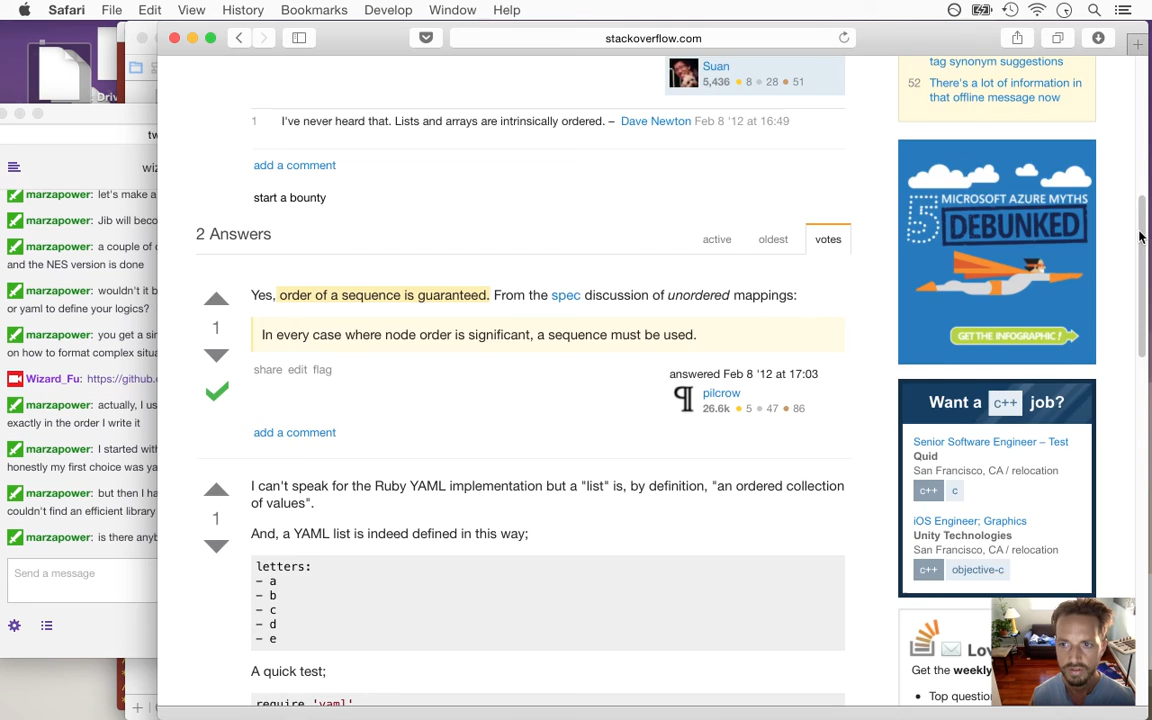 Safari File Edit View History Bookmarks Develop Window Help
stackoverflow.com
tag synonym suggestions
52 There's a lot of information in
that offline message now
Suan
5,436 8 28 51
1 I've never heard that. Lists and arrays are intrinsically ordered. – Dave Newton Feb 8 '12 at 16:49
add a comment
start a bounty
2 Answers
active oldest votes
Yes, order of a sequence is guaranteed. From the spec discussion of unordered mappings:
1
In every case where node order is significant, a sequence must be used.
share edit flag
answered Feb 8 '12 at 17:03
pilcrow
26.6k 5 47 86
add a comment
I can't speak for the Ruby YAML implementation but a "list" is, by definition, "an ordered collection
of values".
1
And, a YAML list is indeed defined in this way;
letters:
- a
- b
- c
- d
- e
A quick test;
require 'yaml'
MICROSOFT AZURE MYTHS
5 DEBUNKED
GET THE INFOGRAPHIC!
Want a c++ job?
Senior Software Engineer – Test
Quid
San Francisco, CA / relocation
c++ c
iOS Engineer; Graphics
Unity Technologies
San Francisco, CA / relocation
c++ objective-c
Get the weekly
Top
marzapower: let's make a
marzapower: Jib will
marzapower: a couple of
and the NES version is done
marzapower: wouldn't it
or yaml to define your logics?
marzapower: you get a
on how to format complex
Wizard_Fu: https://github.
marzapower: actually, I
exactly in the order I write it
marzapower: I started
honestly my first choice was
marzapower: but then I
couldn't find an efficient library
marzapower: is there
Send a message